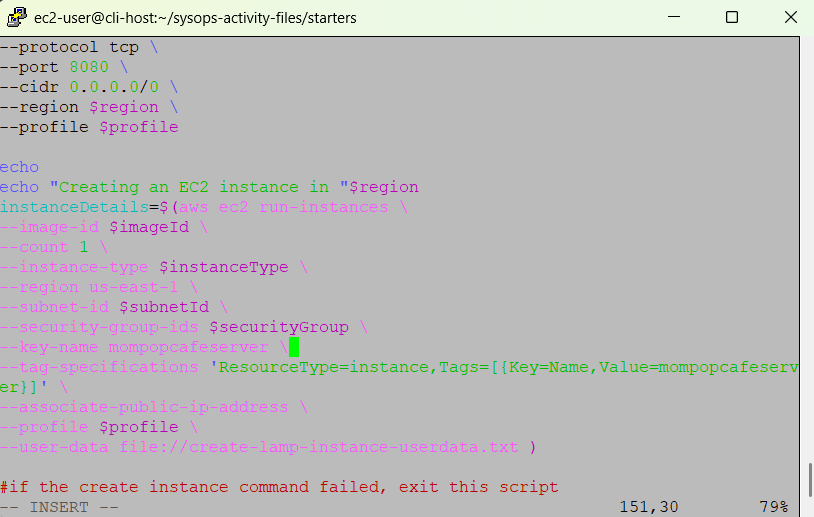 ec2-user@cli-host:~/sysops-activity-files/starters
--protocol tcp \
--port 8080 \
--cidr 0.0.0.0/0 \
--region $region \
--profile $profile
echo
echo "Creating an EC2 instance in "$region
instanceDetails=$(aws ec2 run-instances \
--image-id $imageId \
--count 1 \
--instance-type $instanceType \
--region us-east-1 \
--subnet-id $subnetId \
--security-group-ids $securityGroup \
--key-name mompopcafeserver \
--tag-specifications 'ResourceType=instance,Tags=[{Key=Name,Value=mompopcafeserv
er}]' \
--associate-public-ip-address \
--profile $profile \
--user-data file://create-lamp-instance-userdata.txt )
#if the create instance command failed, exit this script
-- INSERT -- 151,30 79%